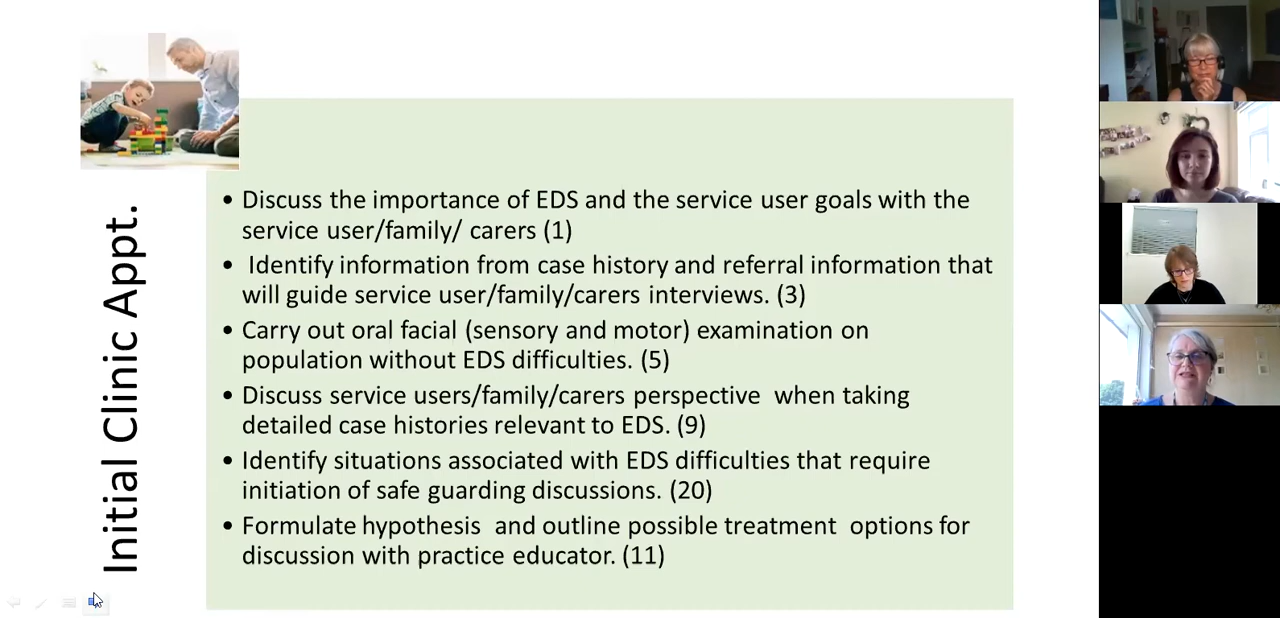 Initial Clinic Appt.
• Discuss the importance of EDS and the service user goals with the
service user/family/ carers (1)
• Identify information from case history and referral information that
will guide service user/family/carers interviews. (3)
• Carry out oral facial (sensory and motor) examination on
population without EDS difficulties. (5)
• Discuss service users/family/carers perspective when taking
detailed case histories relevant to EDS. (9)
• Identify situations associated with EDS difficulties that require
initiation of safe guarding discussions. (20)
• Formulate hypothesis and outline possible treatment options for
discussion with practice educator. (11)